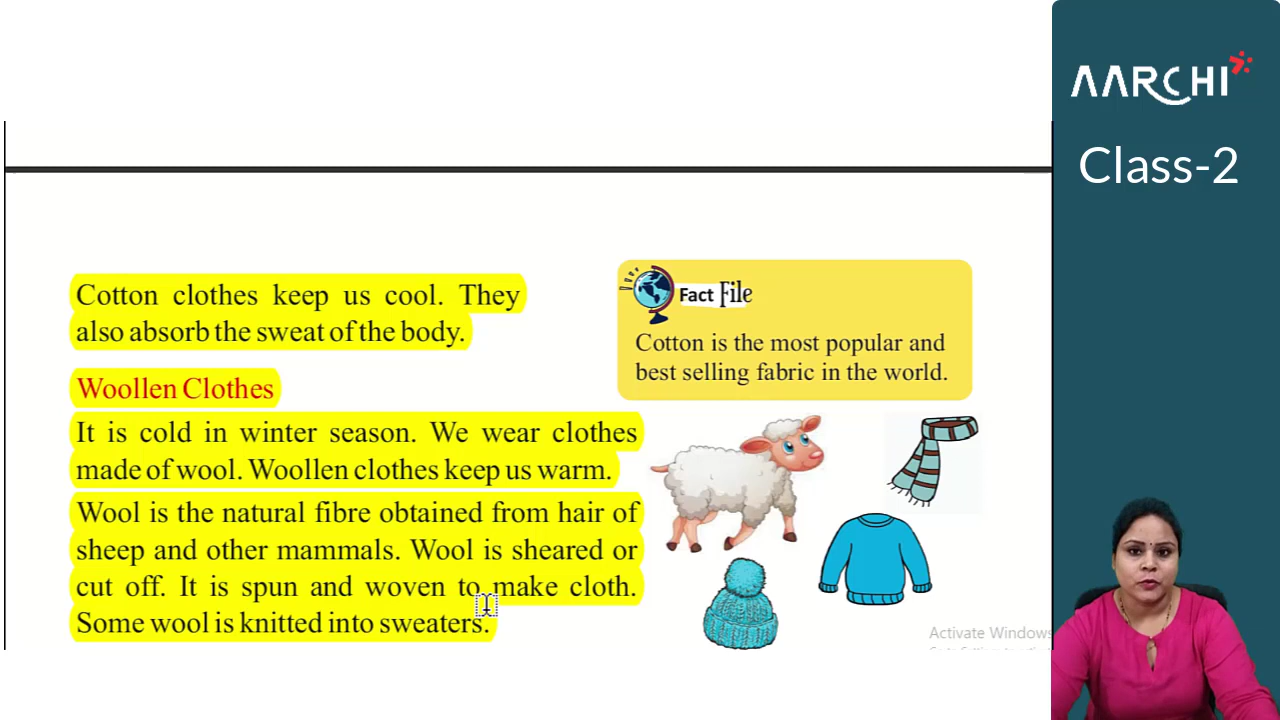 AARCHI
Class-2
Cotton clothes keep us cool. They
also absorb the sweat of the body.
Woollen Clothes
It is cold in winter season. We wear clothes
made of wool. Woollen clothes keep us warm.
Wool is the natural fibre obtained from hair of
sheep and other mammals. Wool is sheared or
cut off. It is spun and woven to make cloth.
Some wool is knitted into sweaters.
Fact File
Cotton is the most popular and
best selling fabric in the world.
Activate Windows